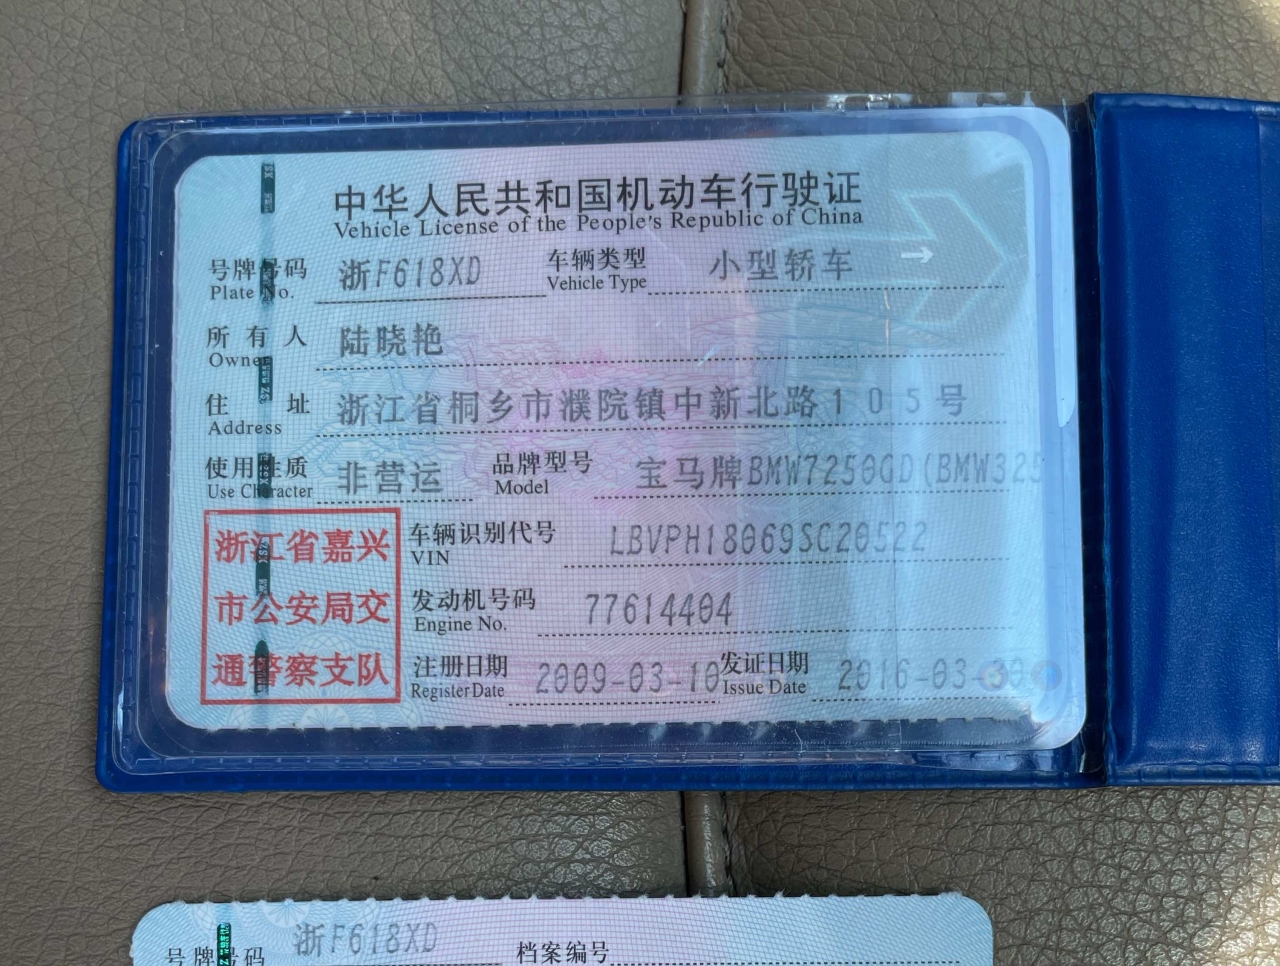 中华人民共和国机动车行驶证
Vehicle License of the People's Republic of China
号牌号码 浙F618XD 车辆类型 小型轿车
Plate No. Vehicle Type
所有人 陆晓艳
Owner
住址 浙江省桐乡市濮院镇中新北路105号
Address
使用性质 非营运 品牌型号 宝马牌BMW7250GD(BMW325
Use Character Model
浙江省嘉兴
市公安局交
通警察支队
车辆识别代号 LBVPH18069SC20522
VIN
发动机号码 77614404
Engine No.
注册日期 2009-03-10 发证日期 2016-03-30
Register Date Issue Date
号牌号码 浙F618XD 档案编号